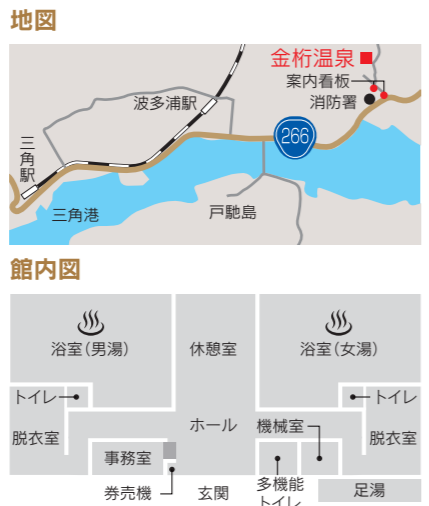 地図
金桁温泉
案内看板
消防署
波多浦駅
266
三角駅
三角港
戸馳島
館内図
浴室(男湯)
休憩室
浴室(女湯)
トイレ
トイレ
ホール
機械室
脱衣室
脱衣室
事務室
券売機
玄関
多機能
トイレ
足湯